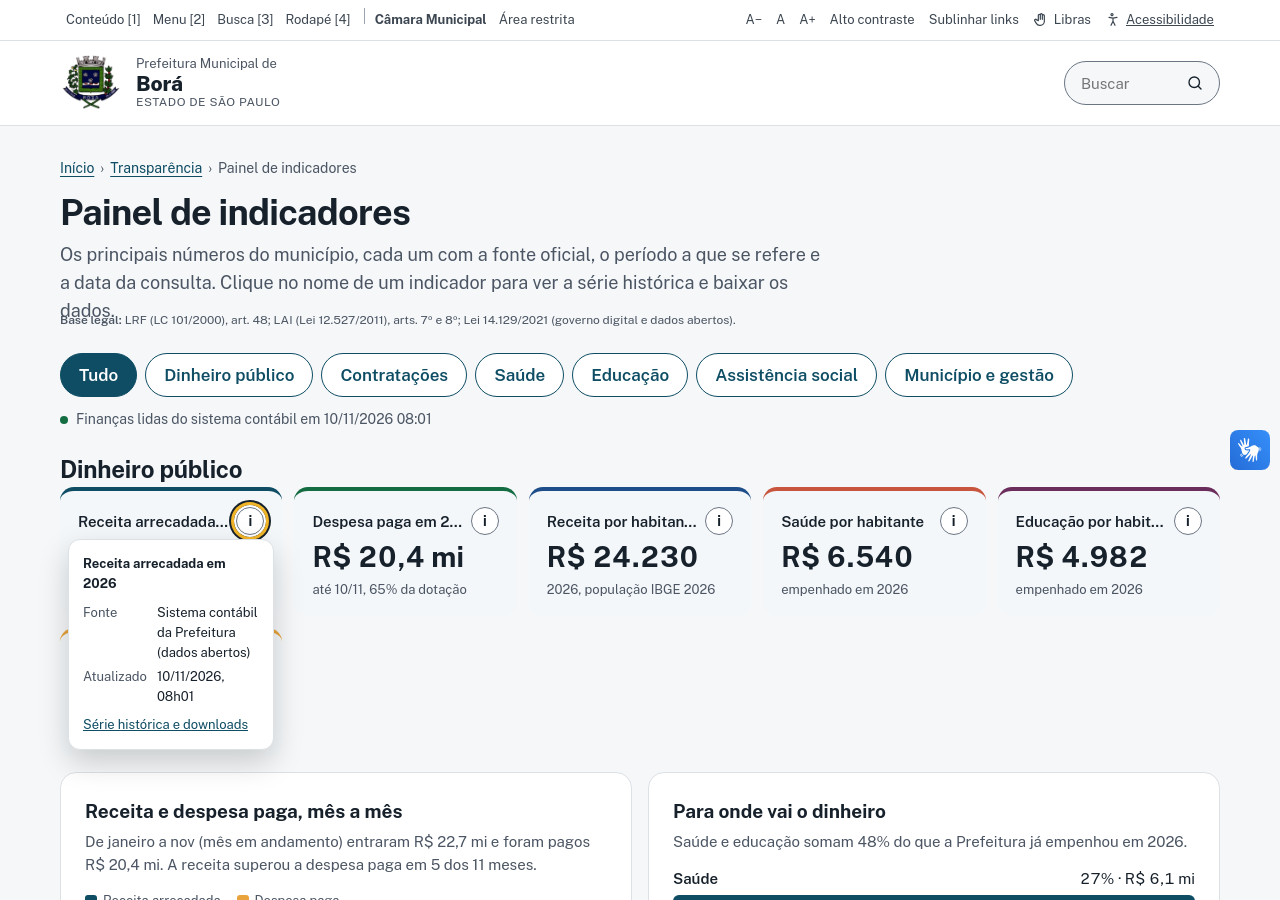 Conteúdo [1] Menu [2] Busca [3] Rodapé [4] Câmara Municipal Área restrita A− A A+ Alto contraste Sublinhar links Libras Acessibilidade
Prefeitura Municipal de
Borá
ESTADO DE SÃO PAULO
Buscar
Início › Transparência › Painel de indicadores
Painel de indicadores
Os principais números do município, cada um com a fonte oficial, o período a que se refere e
a data da consulta. Clique no nome de um indicador para ver a série histórica e baixar os
dados.
Base legal: LRF (LC 101/2000), art. 48; LAI (Lei 12.527/2011), arts. 7º e 8º; Lei 14.129/2021 (governo digital e dados abertos).
Tudo Dinheiro público Contratações Saúde Educação Assistência social Município e gestão
Finanças lidas do sistema contábil em 10/11/2026 08:01
Dinheiro público
Receita arrecadada... i
Receita arrecadada em
2026
Fonte Sistema contábil
da Prefeitura
(dados abertos)
Atualizado 10/11/2026,
08h01
Série histórica e downloads
Despesa paga em 2... i
R$ 20,4 mi
até 10/11, 65% da dotação
Receita por habitan... i
R$ 24.230
2026, população IBGE 2026
Saúde por habitante i
R$ 6.540
empenhado em 2026
Educação por habit... i
R$ 4.982
empenhado em 2026
Receita e despesa paga, mês a mês
De janeiro a nov (mês em andamento) entraram R$ 22,7 mi e foram pagos
R$ 20,4 mi. A receita superou a despesa paga em 5 dos 11 meses.
Receita arrecadada Despesa paga
Para onde vai o dinheiro
Saúde e educação somam 48% do que a Prefeitura já empenhou em 2026.
Saúde 27% · R$ 6,1 mi